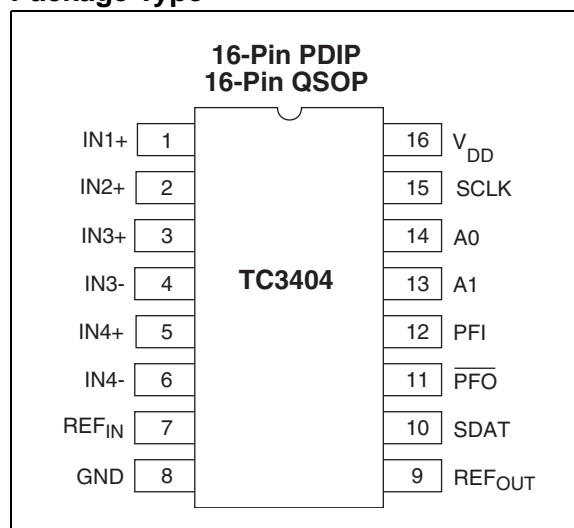 Package Type
16-Pin PDIP
16-Pin QSOP
IN1+ 1 16 VDD
IN2+ 2 15 SCLK
IN3+ 3 14 A0
IN3- 4 TC3404 13 A1
IN4+ 5 12 PFI
IN4- 6 11 P̅F̅O̅
REFIN 7 10 SDAT
GND 8 9 REFOUT